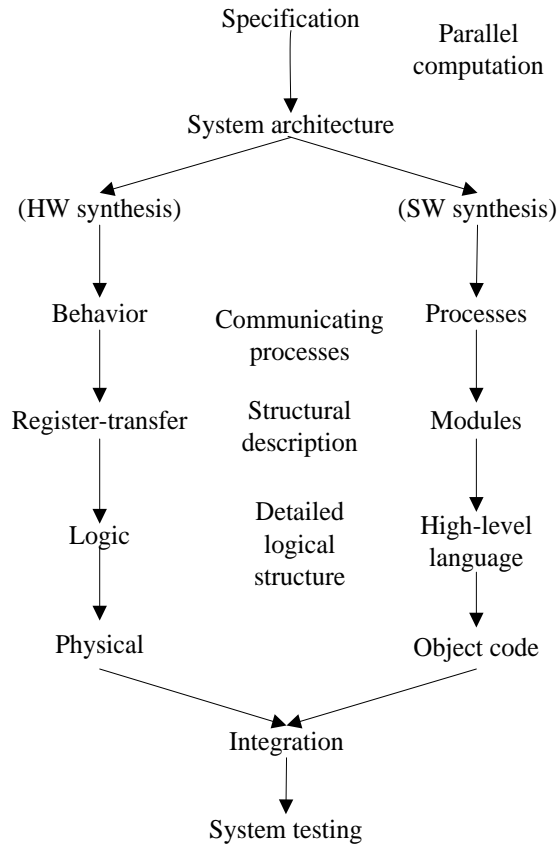 Specification
Parallel
computation
System architecture
(HW synthesis)
(SW synthesis)
Behavior
Communicating
processes
Processes
Register-transfer
Structural
description
Modules
Logic
Detailed
logical
structure
High-level
language
Physical
Object code
Integration
System testing